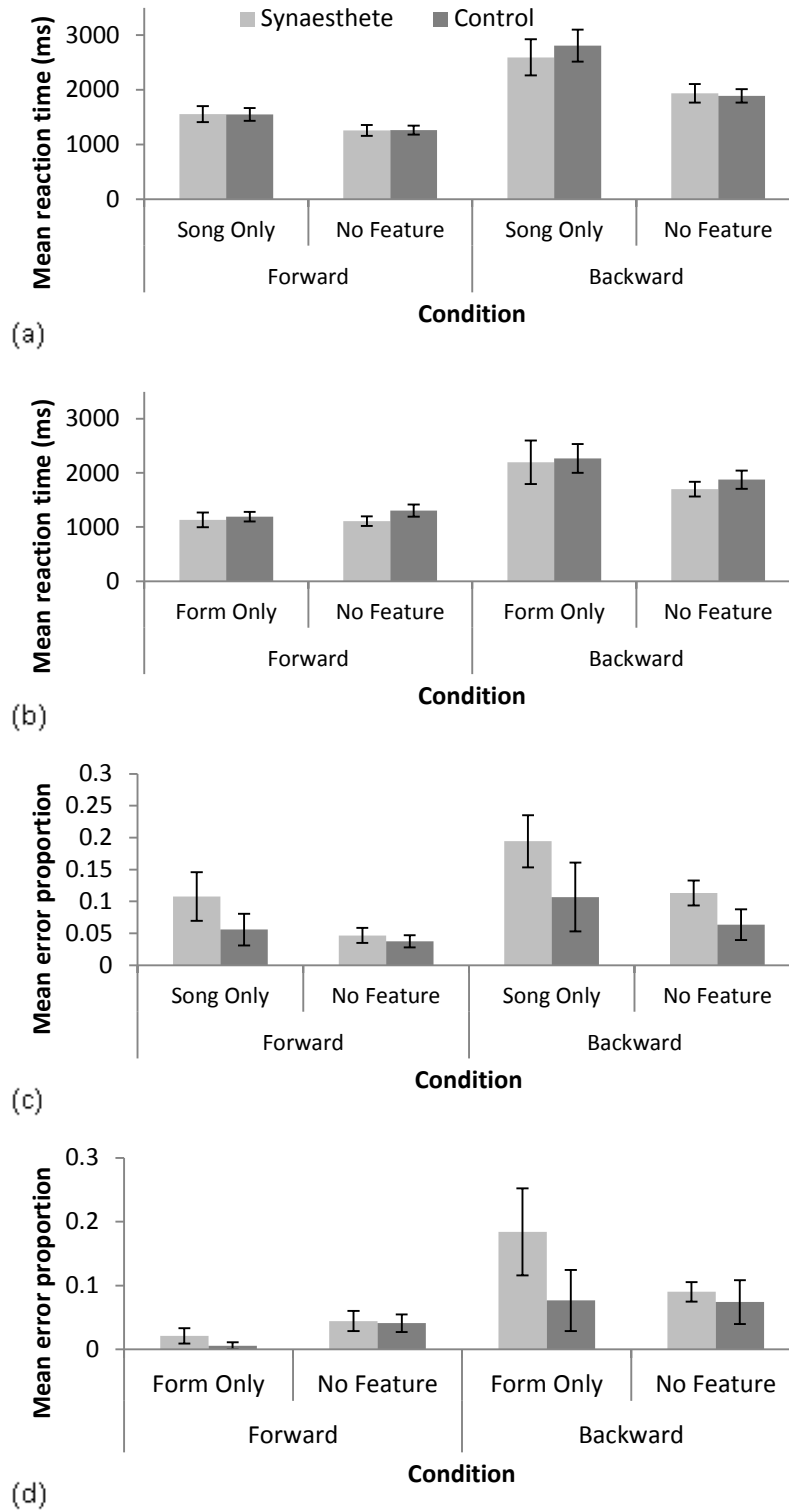 Synaesthete Control
Mean reaction time (ms)
3000
2000
1000
0
Song Only No Feature Song Only No Feature
Forward Backward
Condition
(a)
Mean reaction time (ms)
3000
2000
1000
0
Form Only No Feature Form Only No Feature
Forward Backward
Condition
(b)
Mean error proportion
0.3
0.25
0.2
0.15
0.1
0.05
0
Song Only No Feature Song Only No Feature
Forward Backward
Condition
(c)
Mean error proportion
0.3
0.2
0.1
0
Form Only No Feature Form Only No Feature
Forward Backward
Condition
(d)